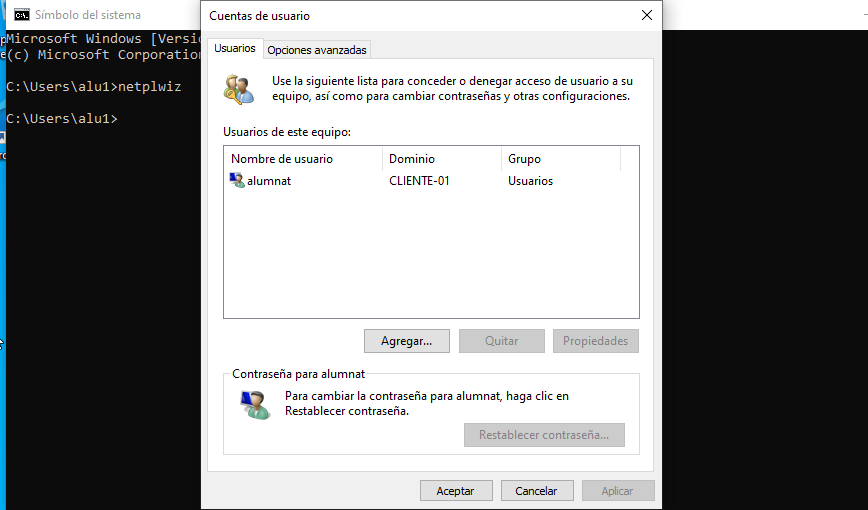 Símbolo del sistema
Microsoft Windows [Versi
(c) Microsoft Corporation
C:\Users\alu1>netplwiz
C:\Users\alu1>
Cuentas de usuario
Usuarios
Opciones avanzadas
Use la siguiente lista para conceder o denegar acceso de usuario a su
equipo, así como para cambiar contraseñas y otras configuraciones.
Usuarios de este equipo:
Nombre de usuario Dominio Grupo
alumnat CLIENTE-01 Usuarios
Agregar... Quitar Propiedades
Contraseña para alumnat
Para cambiar la contraseña para alumnat, haga clic en
Restablecer contraseña.
Restablecer contraseña...
Aceptar Cancelar Aplicar